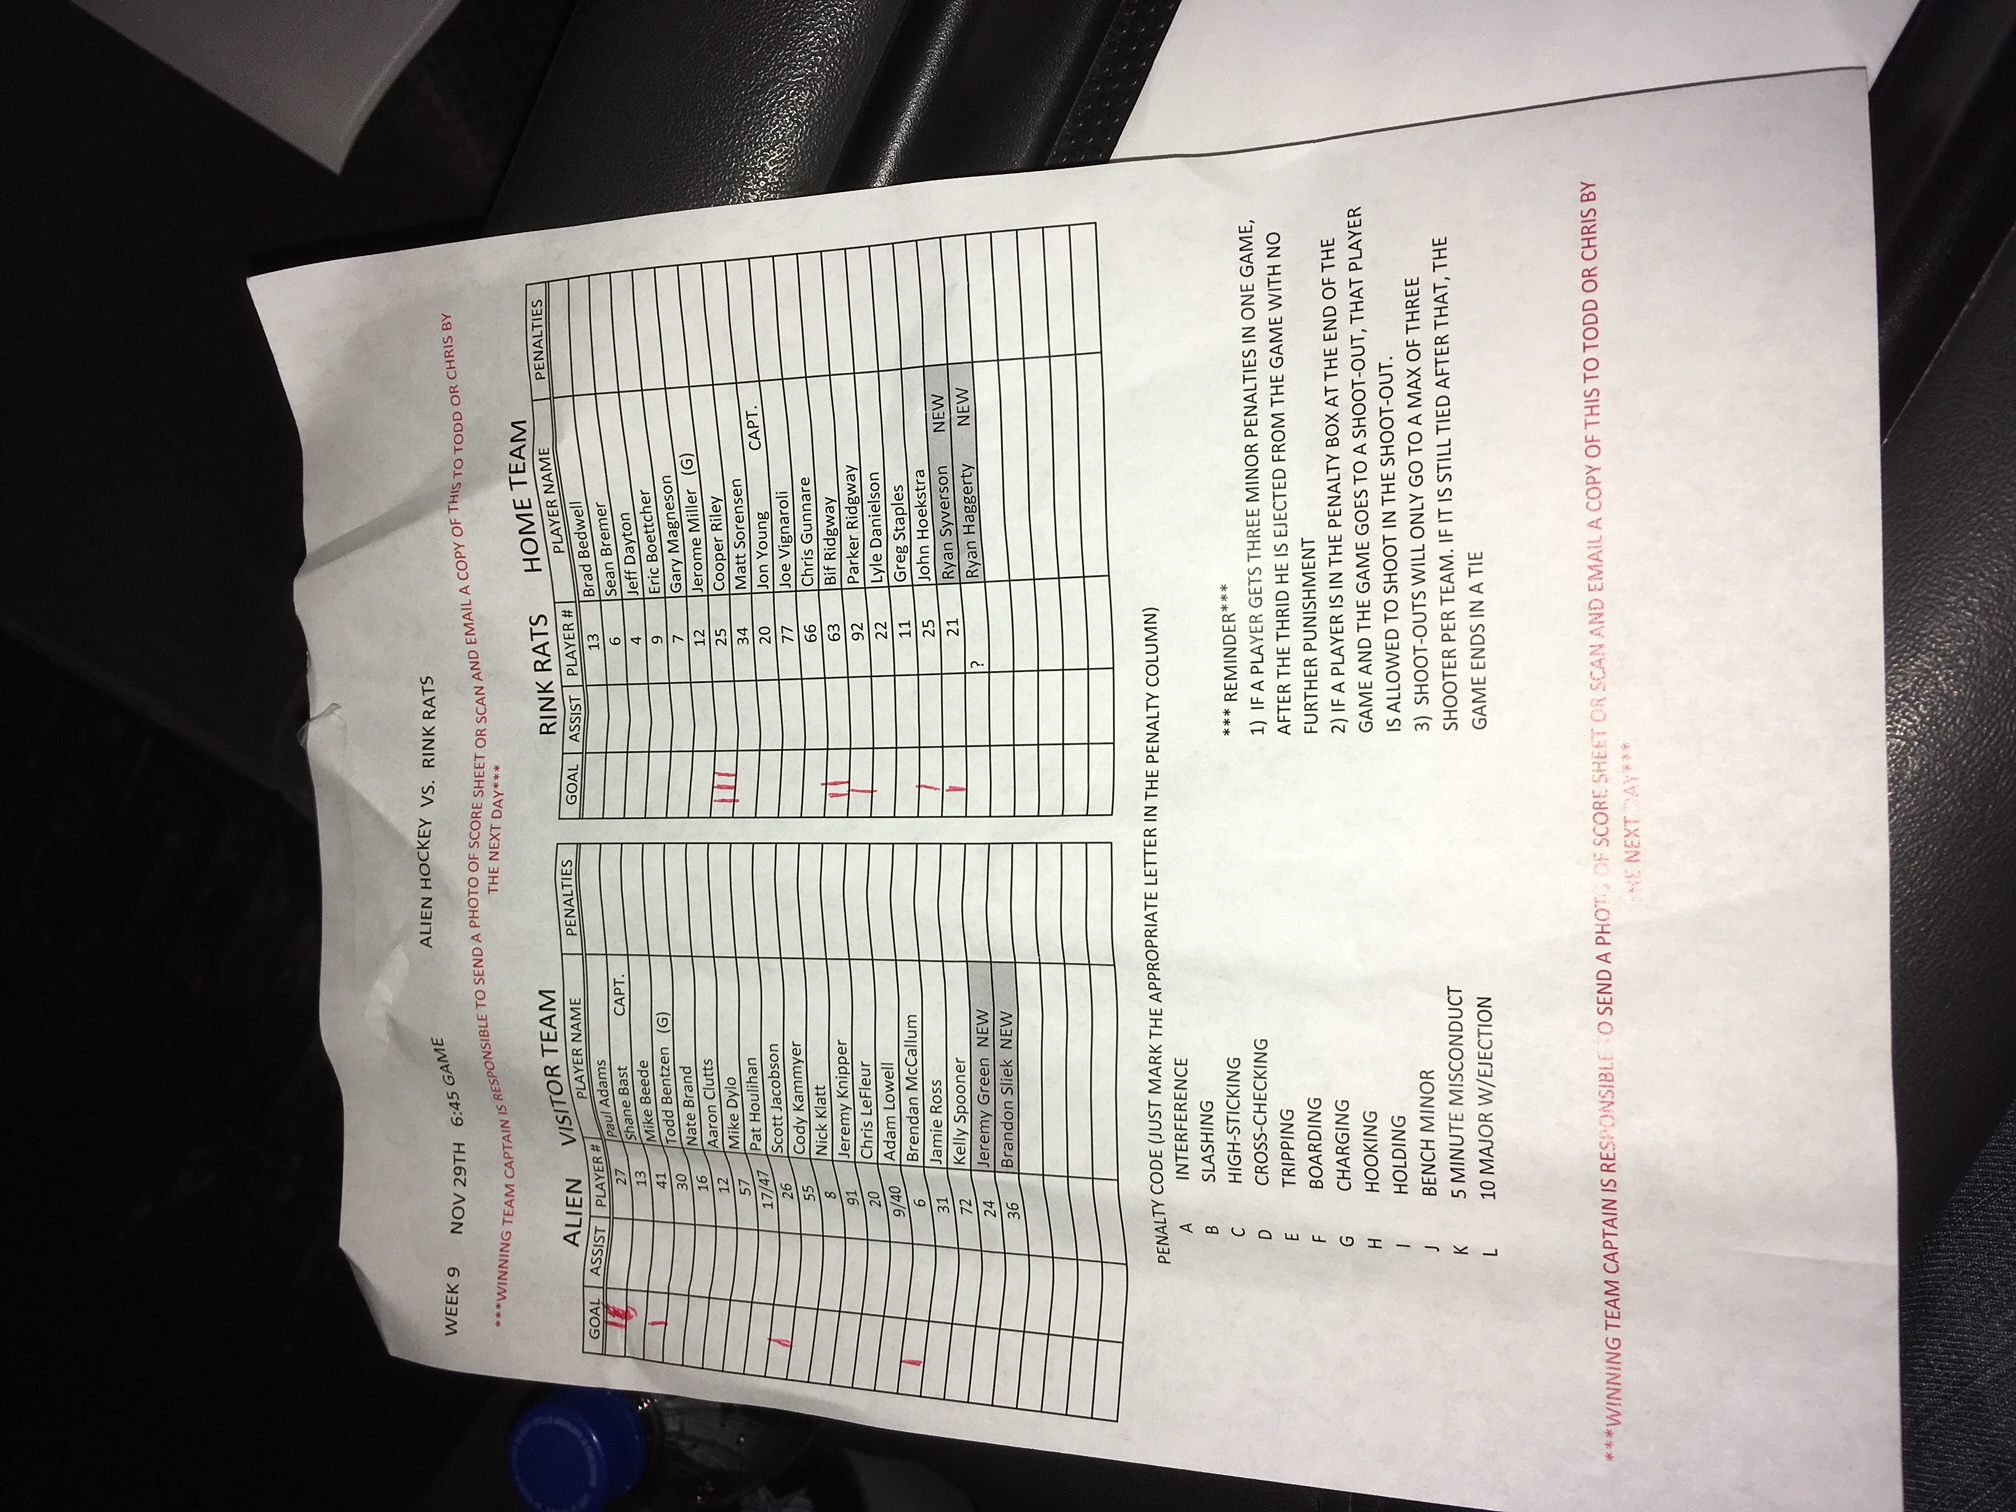 ALIEN HOCKEY VS. RINK RATS
WEEK 9 NOV 29TH 6:45 GAME
***WINNING TEAM CAPTAIN IS RESPONSIBLE TO SEND A PHOTO OF SCORE SHEET OR SCAN AND EMAIL A COPY OF THIS TO TODD OR CHRIS BY
THE NEXT DAY***
ALIEN VISITOR TEAM
GOAL ASSIST PLAYER # PLAYER NAME PENALTIES
27 Paul Adams
13 Shane Bast CAPT.
41 Mike Beede
30 Todd Bentzen (G)
16 Nate Brand
12 Aaron Clutts
57 Mike Dylo
17/47 Pat Houlihan
26 Scott Jacobson
55 Cody Kammyer
8 Nick Klatt
91 Jeremy Knipper
20 Chris LeFleur
9/40 Adam Lowell
6 Brendan McCallum
31 Jamie Ross
72 Kelly Spooner
24 Jeremy Green NEW
36 Brandon Sliek NEW
RINK RATS HOME TEAM
GOAL ASSIST PLAYER # PLAYER NAME PENALTIES
13 Brad Bedwell
6 Sean Bremer
4 Jeff Dayton
9 Eric Boettcher
7 Gary Magneson
12 Jerome Miller (G)
25 Cooper Riley
34 Matt Sorensen
20 Jon Young CAPT.
77 Joe Vignaroli
66 Chris Gunnare
63 Bif Ridgway
92 Parker Ridgway
22 Lyle Danielson
11 Greg Staples
25 John Hoekstra
21 Ryan Syverson NEW
? Ryan Haggerty NEW
PENALTY CODE (JUST MARK THE APPROPRIATE LETTER IN THE PENALTY COLUMN)
A INTERFERENCE
B SLASHING
C HIGH-STICKING
D CROSS-CHECKING
E TRIPPING
F BOARDING
G CHARGING
H HOOKING
I HOLDING
J BENCH MINOR
K 5 MINUTE MISCONDUCT
L 10 MAJOR W/EJECTION
*** REMINDER***
1) IF A PLAYER GETS THREE MINOR PENALTIES IN ONE GAME,
AFTER THE THRID HE IS EJECTED FROM THE GAME WITH NO
FURTHER PUNISHMENT
2) IF A PLAYER IS IN THE PENALTY BOX AT THE END OF THE
GAME AND THE GAME GOES TO A SHOOT-OUT, THAT PLAYER
IS ALLOWED TO SHOOT IN THE SHOOT-OUT.
3) SHOOT-OUTS WILL ONLY GO TO A MAX OF THREE
SHOOTER PER TEAM. IF IT IS STILL TIED AFTER THAT, THE
GAME ENDS IN A TIE
***WINNING TEAM CAPTAIN IS RESPONSIBLE TO SEND A PHOTO OF SCORE SHEET OR SCAN AND EMAIL A COPY OF THIS TO TODD OR CHRIS BY
THE NEXT DAY***